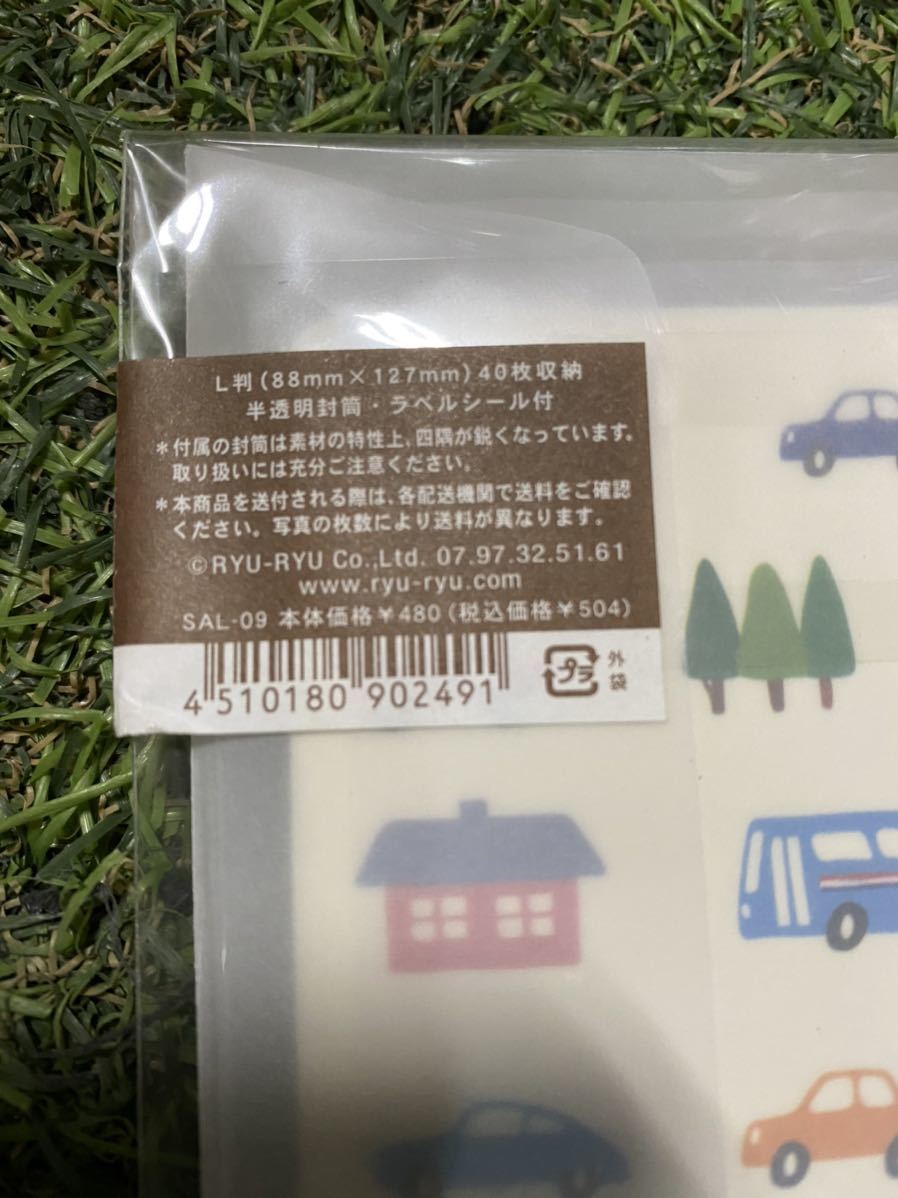 L判（88mm×127mm）40枚収納
半透明封筒・ラベルシール付
＊付属の封筒は素材の特性上、四隅が鋭くなっています。
取り扱いには充分ご注意ください。
＊本商品を送付される際は、各配送機関で送料をご確認
ください。写真の枚数により送料が異なります。
©RYU-RYU Co.,Ltd. 07.97.32.51.61
www.ryu-ryu.com
SAL-09 本体価格￥480（税込価格￥504）
4 510180 902491
プラ
外
袋